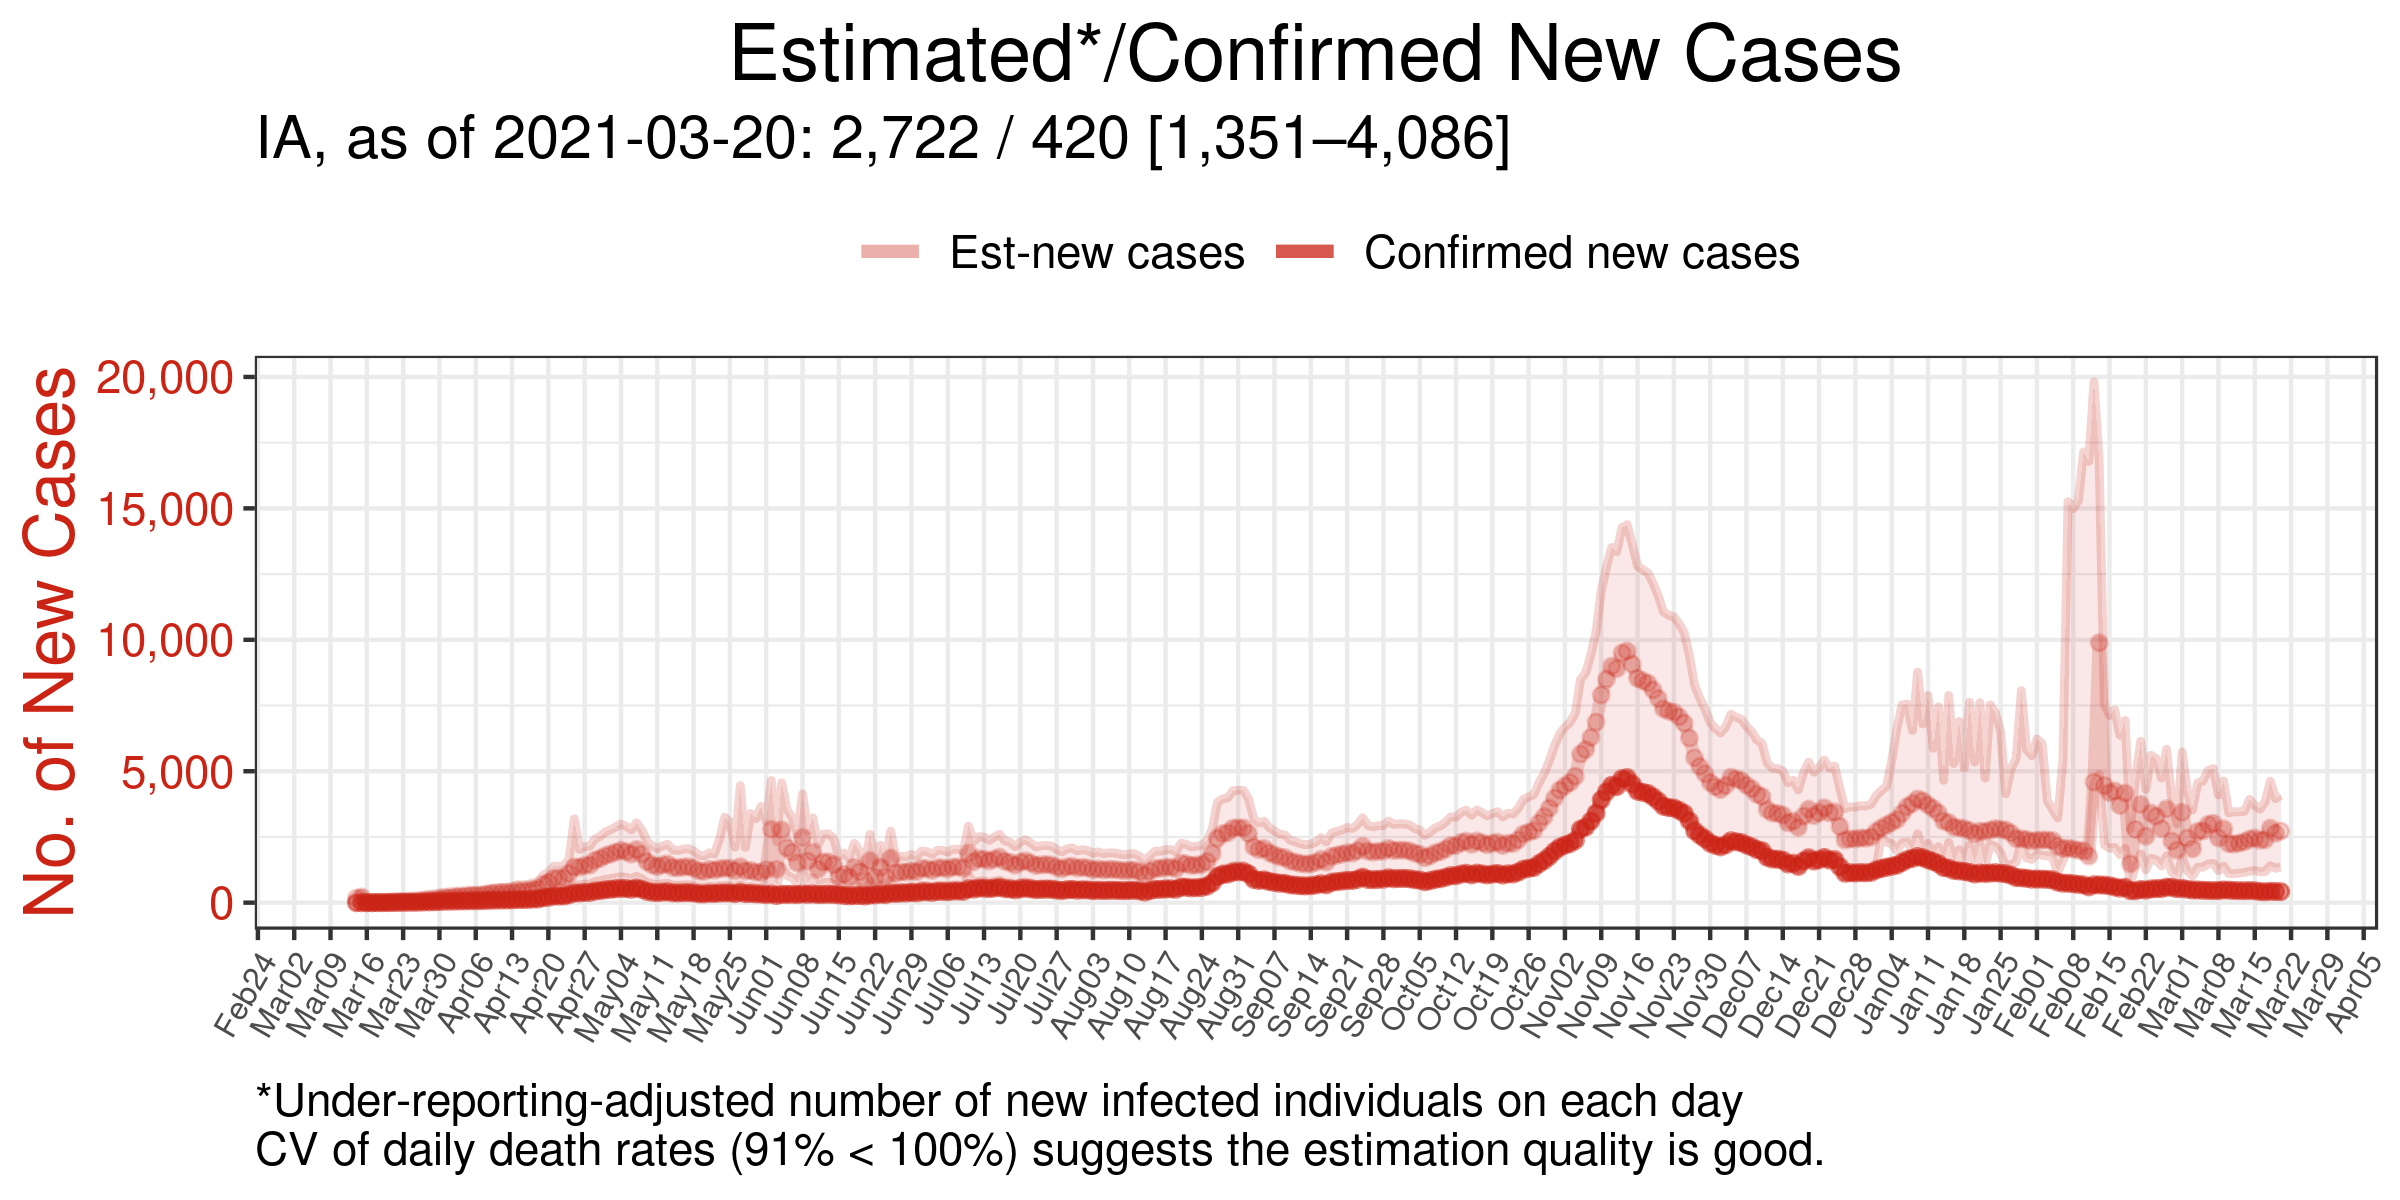 Estimated*/Confirmed New Cases
IA, as of 2021-03-20: 2,722 / 420 [1,351–4,086]
Est-new cases
Confirmed new cases
No. of New Cases
20,000
15,000
10,000
5,000
0
Feb24
Mar02
Mar09
Mar16
Mar23
Mar30
Apr06
Apr13
Apr20
Apr27
May04
May11
May18
May25
Jun01
Jun08
Jun15
Jun22
Jun29
Jul06
Jul13
Jul20
Jul27
Aug03
Aug10
Aug17
Aug24
Aug31
Sep07
Sep14
Sep21
Sep28
Oct05
Oct12
Oct19
Oct26
Nov02
Nov09
Nov16
Nov23
Nov30
Dec07
Dec14
Dec21
Dec28
Jan04
Jan11
Jan18
Jan25
Feb01
Feb08
Feb15
Feb22
Mar01
Mar08
Mar15
Mar22
Mar29
Apr05
*Under-reporting-adjusted number of new infected individuals on each day
CV of daily death rates (91% < 100%) suggests the estimation quality is good.